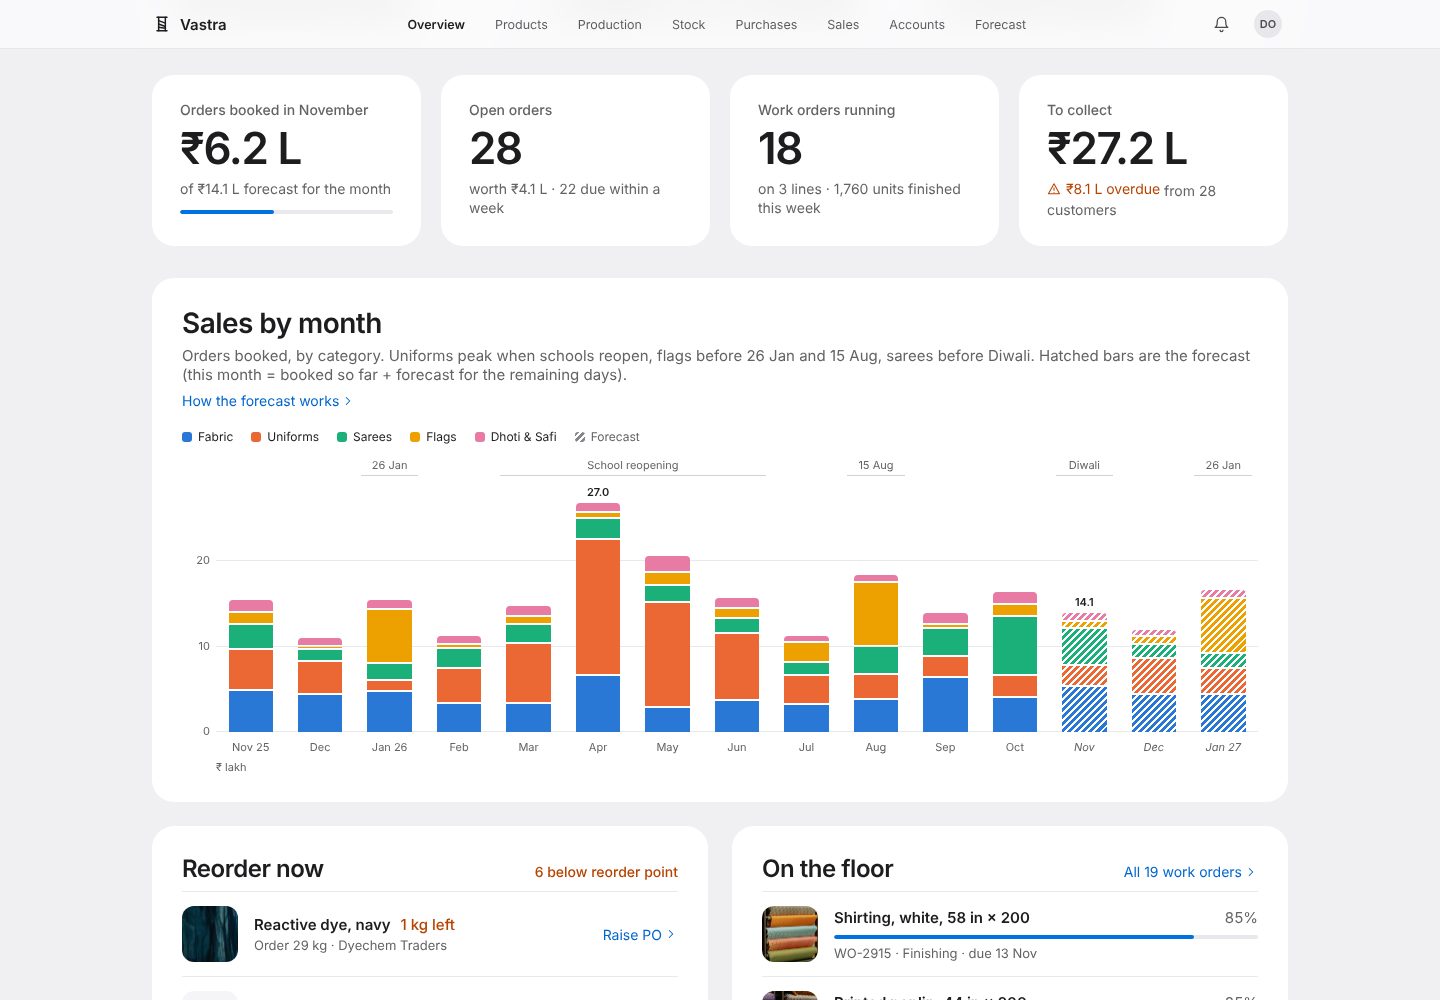 Vastra
Overview Products Production Stock Purchases Sales Accounts Forecast
DO
Orders booked in November
₹6.2 L
of ₹14.1 L forecast for the month
Open orders
28
worth ₹4.1 L · 22 due within a
week
Work orders running
18
on 3 lines · 1,760 units finished
this week
To collect
₹27.2 L
₹8.1 L overdue from 28
customers
Sales by month
Orders booked, by category. Uniforms peak when schools reopen, flags before 26 Jan and 15 Aug, sarees before Diwali. Hatched bars are the forecast
(this month = booked so far + forecast for the remaining days).
How the forecast works
Fabric Uniforms Sarees Flags Dhoti & Safi Forecast
26 Jan School reopening 15 Aug Diwali 26 Jan
27.0
20
14.1
10
0
Nov 25 Dec Jan 26 Feb Mar Apr May Jun Jul Aug Sep Oct Nov Dec Jan 27
₹ lakh
Reorder now
6 below reorder point
Reactive dye, navy 1 kg left
Order 29 kg · Dyechem Traders
Raise PO
On the floor
All 19 work orders
Shirting, white, 58 in × 200
85%
WO-2915 · Finishing · due 13 Nov